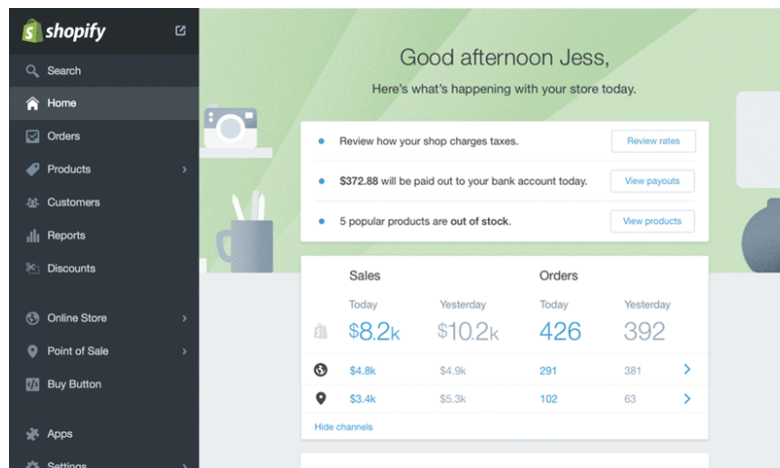 shopify
Search
Home
Orders
Products
Customers
Reports
Discounts
Online Store
Point of Sale
Buy Button
Apps
Settings
Good afternoon Jess,
Here's what's happening with your store today.
Review how your shop charges taxes.
Review rates
$372.88 will be paid out to your bank account today.
View payouts
5 popular products are out of stock.
View products
Sales Orders
Today Yesterday Today Yesterday
$8.2k $10.2k 426 392
$4.8k $4.9k 291 381
$3.4k $5.3k 102 63
Hide channels